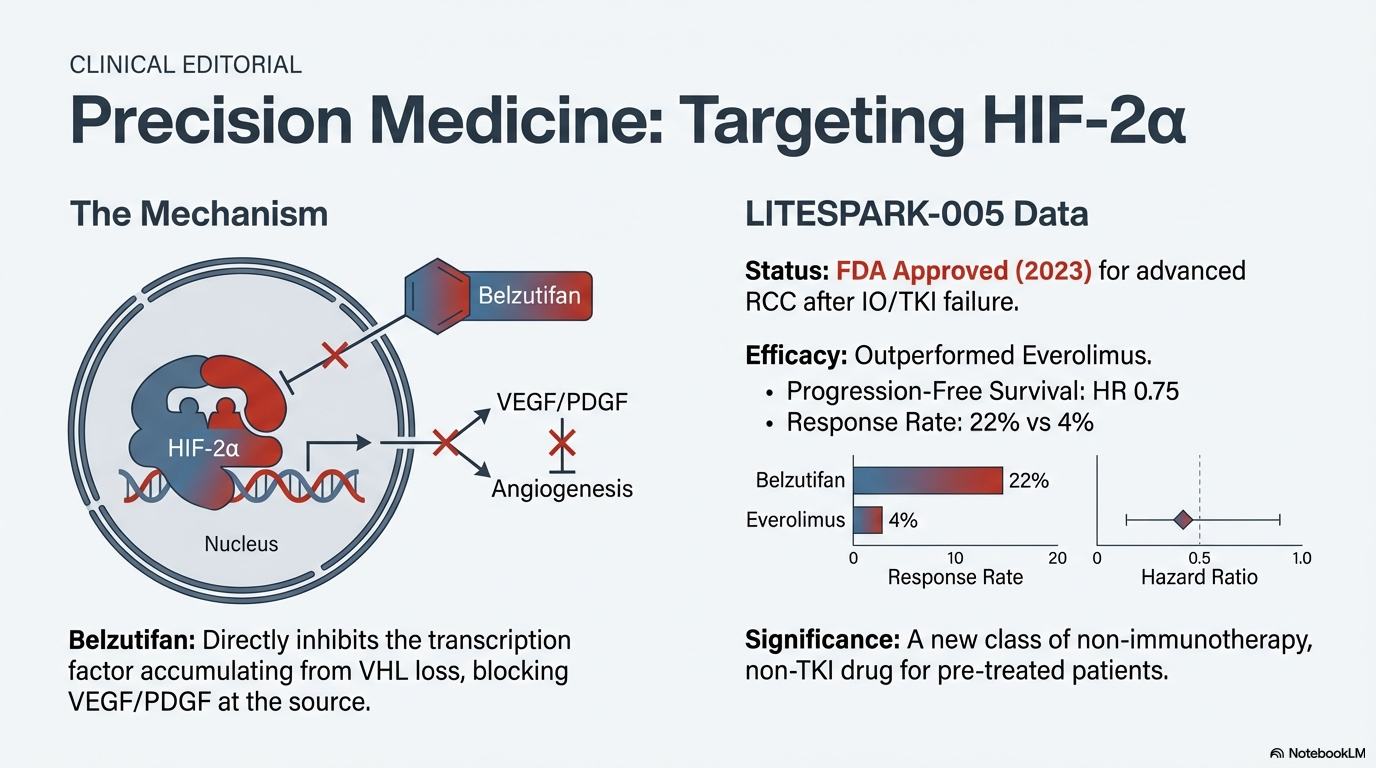 CLINICAL EDITORIAL
Precision Medicine: Targeting HIF-2α
The Mechanism
Belzutifan
HIF-2α
VEGF/PDGF
Angiogenesis
Nucleus
Belzutifan: Directly inhibits the transcription
factor accumulating from VHL loss, blocking
VEGF/PDGF at the source.
LITESPARK-005 Data
Status: FDA Approved (2023) for advanced
RCC after IO/TKI failure.
Efficacy: Outperformed Everolimus.
• Progression-Free Survival: HR 0.75
• Response Rate: 22% vs 4%
Belzutifan 22%
Everolimus 4%
0 10 20
Response Rate
0 0.5 1.0
Hazard Ratio
Significance: A new class of non-immunotherapy,
non-TKI drug for pre-treated patients.
NotebookLM